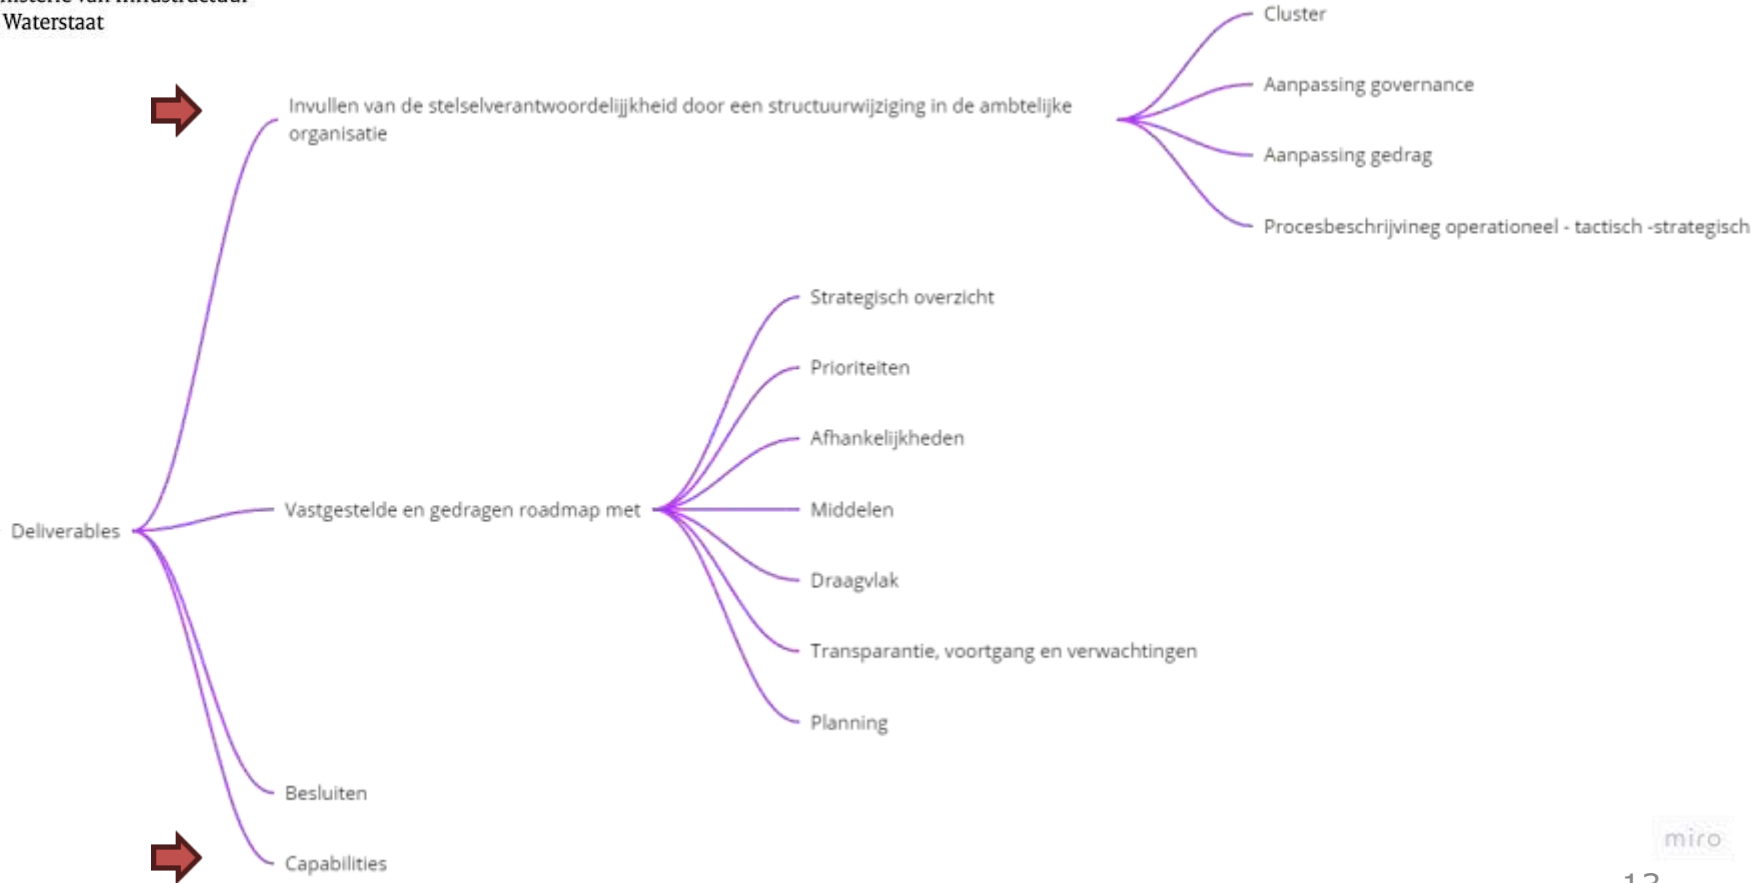 Waterstaat
Cluster
Aanpassing governance
Invullen van de stelselverantwoordelijjkheid door een structuurwijziging in de ambtelijke
organisatie
Aanpassing gedrag
Procesbeschrijvineg operationeel - tactisch -strategisch
Strategisch overzicht
Prioriteiten
Afhankelijkheden
Vastgestelde en gedragen roadmap met
Middelen
Deliverables
Draagvlak
Transparantie, voortgang en verwachtingen
Planning
Besluiten
Capabilities
miro